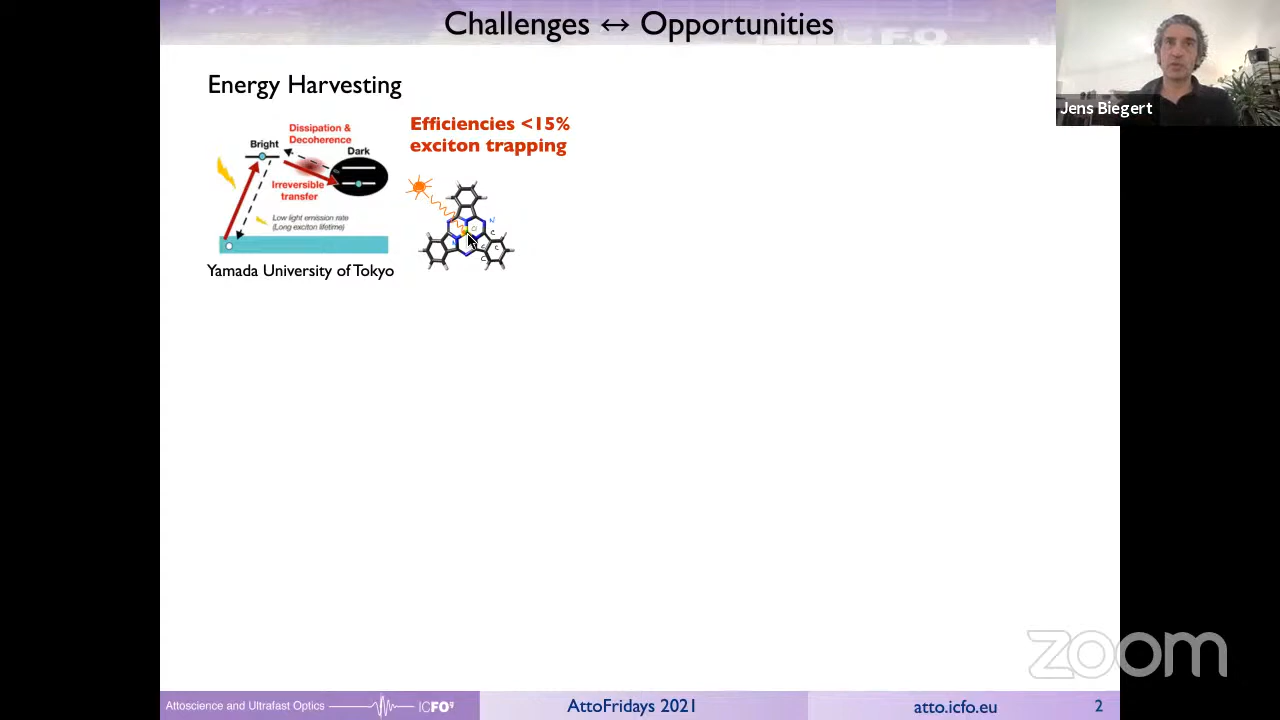 Challenges ↔ Opportunities
Jens Biegert
Energy Harvesting
Efficiencies <15%
exciton trapping
Dissipation &
Decoherence
Bright
Dark
Irreversible
transfer
Low light emission rate
(Long exciton lifetime)
Yamada University of Tokyo
N
N
C
C
C
C
zoom
Attoscience and Ultrafast Optics
ICFO
AttoFridays 2021
atto.icfo.eu
2